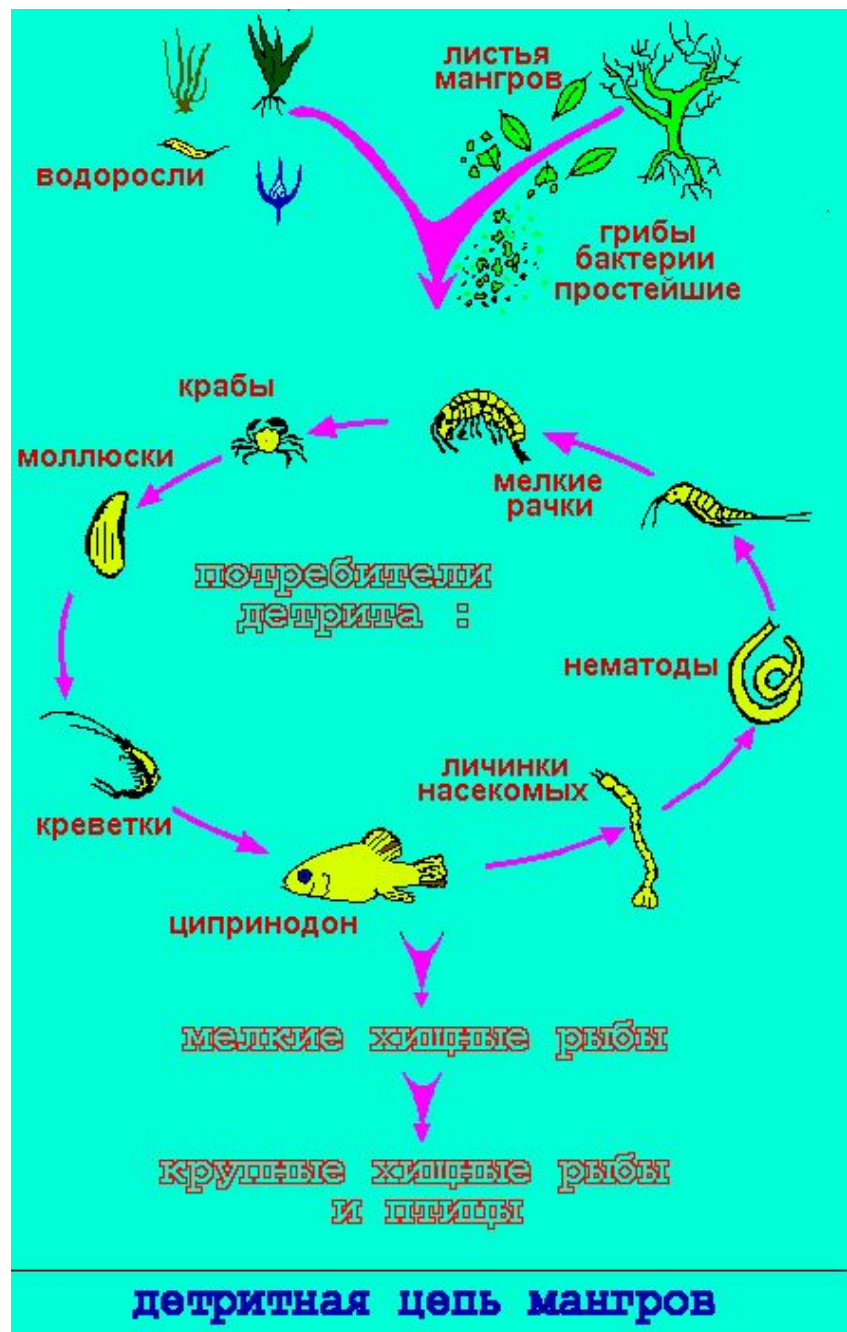 листья
мангров
водоросли
грибы
бактерии
простейшие
крабы
моллюски
мелкие
рачки
потребители
детрита :
нематоды
личинки
насекомых
креветки
ципринодон
мелкие хищные рыбы
крупные хищные рыбы
и птицы
детритная цепь мангров